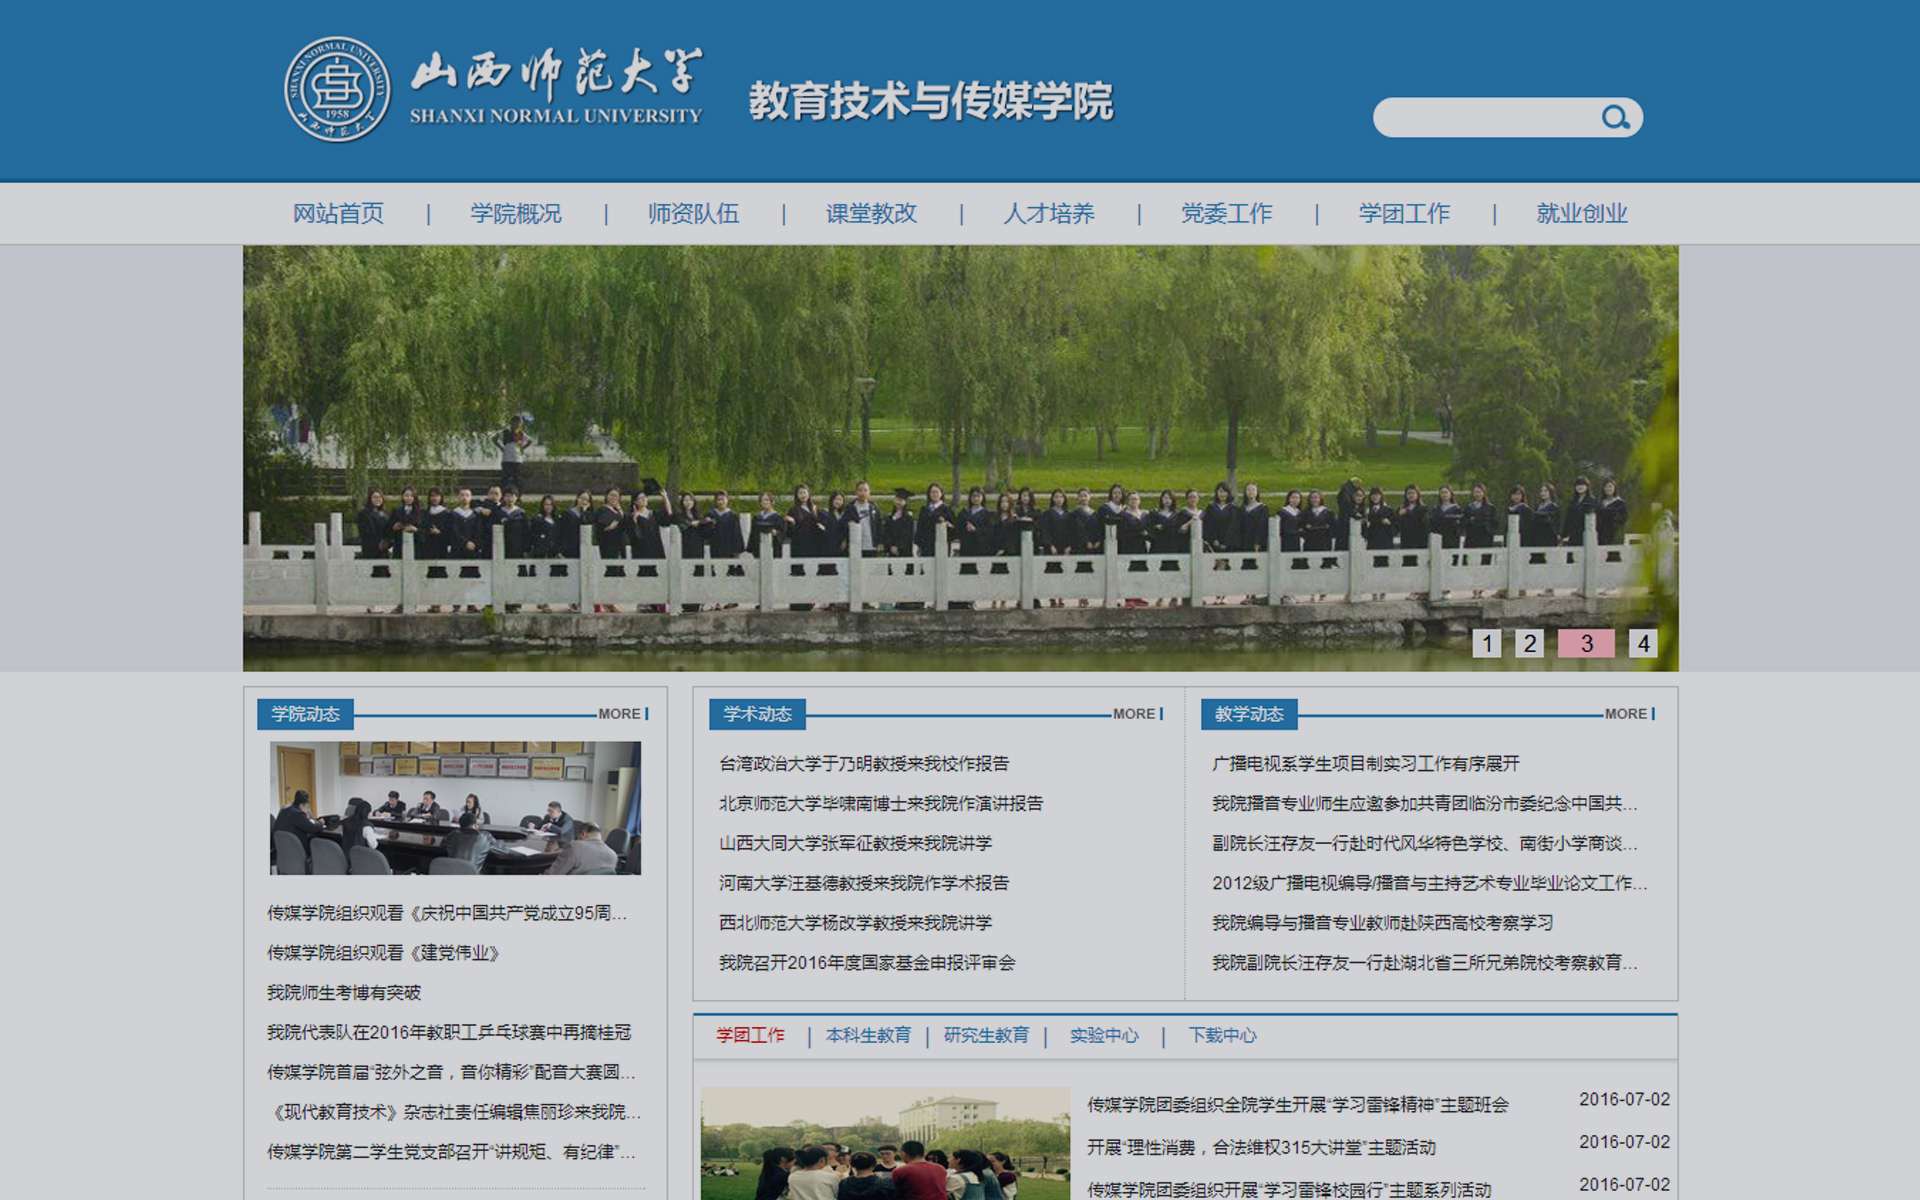 山西师范大学
SHANXI NORMAL UNIVERSITY
SHANXI NORMAL UNIVERSITY
1958
山西师范大学
教育技术与传媒学院
网站首页 | 学院概况 | 师资队伍 | 课堂教改 | 人才培养 | 党委工作 | 学团工作 | 就业创业
1 2 3 4
学院动态 MORE
传媒学院组织观看《庆祝中国共产党成立95周...
传媒学院组织观看《建党伟业》
我院师生考博有突破
我院代表队在2016年教职工乒乓球赛中再摘桂冠
传媒学院首届“弦外之音，音你精彩”配音大赛圆...
《现代教育技术》杂志社责任编辑焦丽珍来我院...
传媒学院第二学生党支部召开“讲规矩、有纪律”...
学术动态 MORE
台湾政治大学于乃明教授来我校作报告
北京师范大学毕啸南博士来我院作演讲报告
山西大同大学张军征教授来我院讲学
河南大学汪基德教授来我院作学术报告
西北师范大学杨改学教授来我院讲学
我院召开2016年度国家基金申报评审会
教学动态 MORE
广播电视系学生项目制实习工作有序展开
我院播音专业师生应邀参加共青团临汾市委纪念中国共...
副院长汪存友一行赴时代风华特色学校、南街小学商谈...
2012级广播电视编导/播音与主持艺术专业毕业论文工作...
我院编导与播音专业教师赴陕西高校考察学习
我院副院长汪存友一行赴湖北省三所兄弟院校考察教育...
学团工作 | 本科生教育 | 研究生教育 | 实验中心 | 下载中心
传媒学院团委组织全院学生开展“学习雷锋精神”主题班会 2016-07-02
开展“理性消费，合法维权315大讲堂”主题活动 2016-07-02
传媒学院团委组织开展“学习雷锋校园行”主题系列活动 2016-07-02